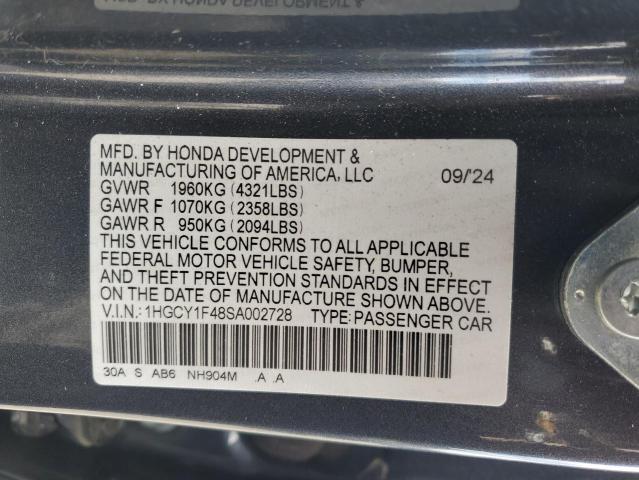 MFD. BY HONDA DEVELOPMENT &
MANUFACTURING OF AMERICA, LLC 09/'24
GVWR 1960KG (4321LBS)
GAWR F 1070KG (2358LBS)
GAWR R 950KG (2094LBS)
THIS VEHICLE CONFORMS TO ALL APPLICABLE
FEDERAL MOTOR VEHICLE SAFETY, BUMPER,
AND THEFT PREVENTION STANDARDS IN EFFECT
ON THE DATE OF MANUFACTURE SHOWN ABOVE.
V.I.N.: 1HGCY1F48SA002728 TYPE: PASSENGER CAR
30A S AB6 NH904M .A .A